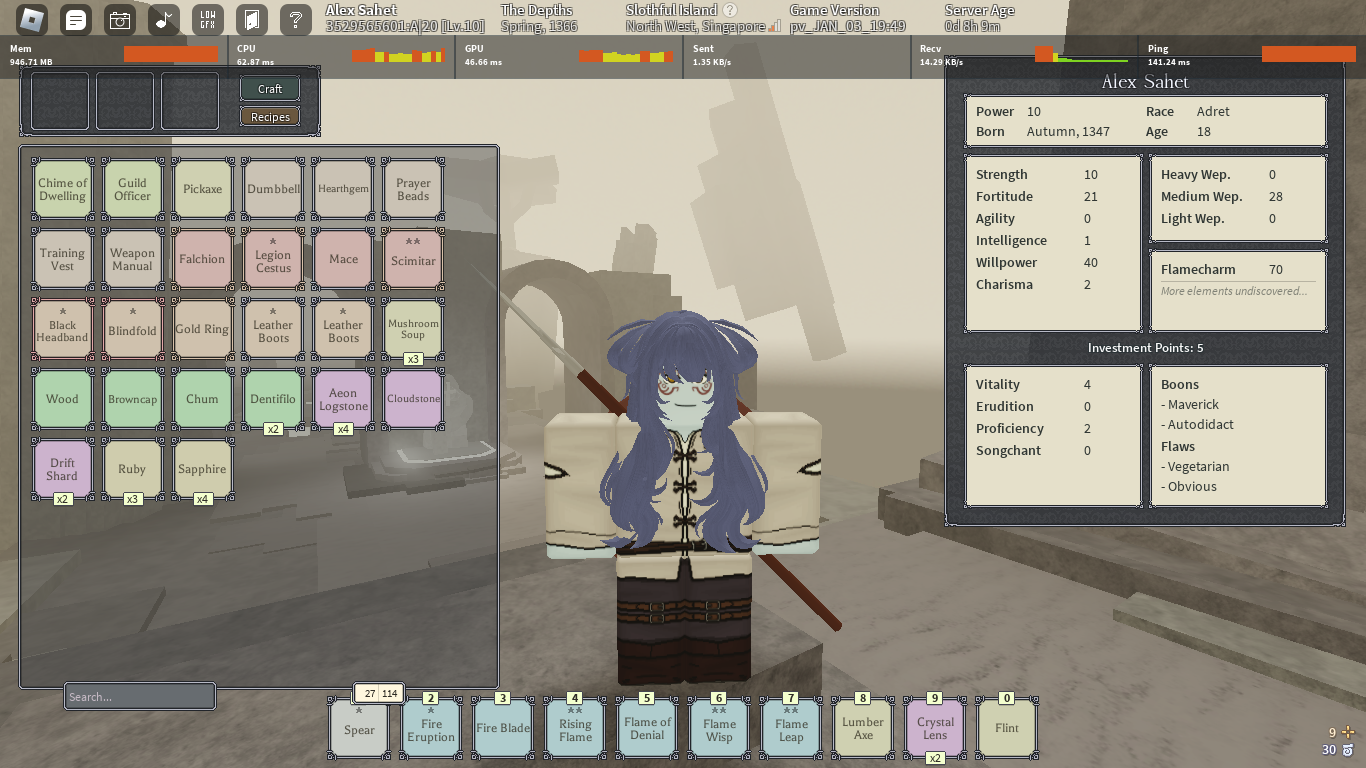 LOW
GFX
Alex Sahet
3529565601:A|20 [Lv.10]
The Depths
Spring, 1366
Slothful Island ?
North West, Singapore
Game Version
pv_JAN_03_19:49
Server Age
0d 8h 9m
Mem
946.71 MB
CPU
62.87 ms
GPU
46.66 ms
Sent
1.35 KB/s
Recv
14.29 KB/s
Ping
141.24 ms
Craft
Recipes
Chime of
Dwelling
Guild
Officer
Pickaxe
Dumbbell
Hearthgem
Prayer
Beads
Training
Vest
Weapon
Manual
Falchion
*
Legion
Cestus
Mace
**
Scimitar
*
Black
Headband
*
Blindfold
Gold Ring
*
Leather
Boots
*
Leather
Boots
Mushroom
Soup
x3
Wood
Browncap
Chum
Dentifilo
x2
Aeon
Logstone
x4
Cloudstone
Drift
Shard
x2
Ruby
x3
Sapphire
x4
Search...
27 114
*
Spear
2
*
Fire
Eruption
3
Fire Blade
4
**
Rising
Flame
5
Flame of
Denial
6
**
Flame
Wisp
7
**
Flame
Leap
8
Lumber
Axe
9
Crystal
Lens
x2
0
Flint
Alex Sahet
Power 10 Race Adret
Born Autumn, 1347 Age 18
Strength 10
Fortitude 21
Agility 0
Intelligence 1
Willpower 40
Charisma 2
Heavy Wep. 0
Medium Wep. 28
Light Wep. 0
Flamecharm 70
More elements undiscovered...
Investment Points: 5
Vitality 4
Erudition 0
Proficiency 2
Songchant 0
Boons
- Maverick
- Autodidact
Flaws
- Vegetarian
- Obvious
9
30